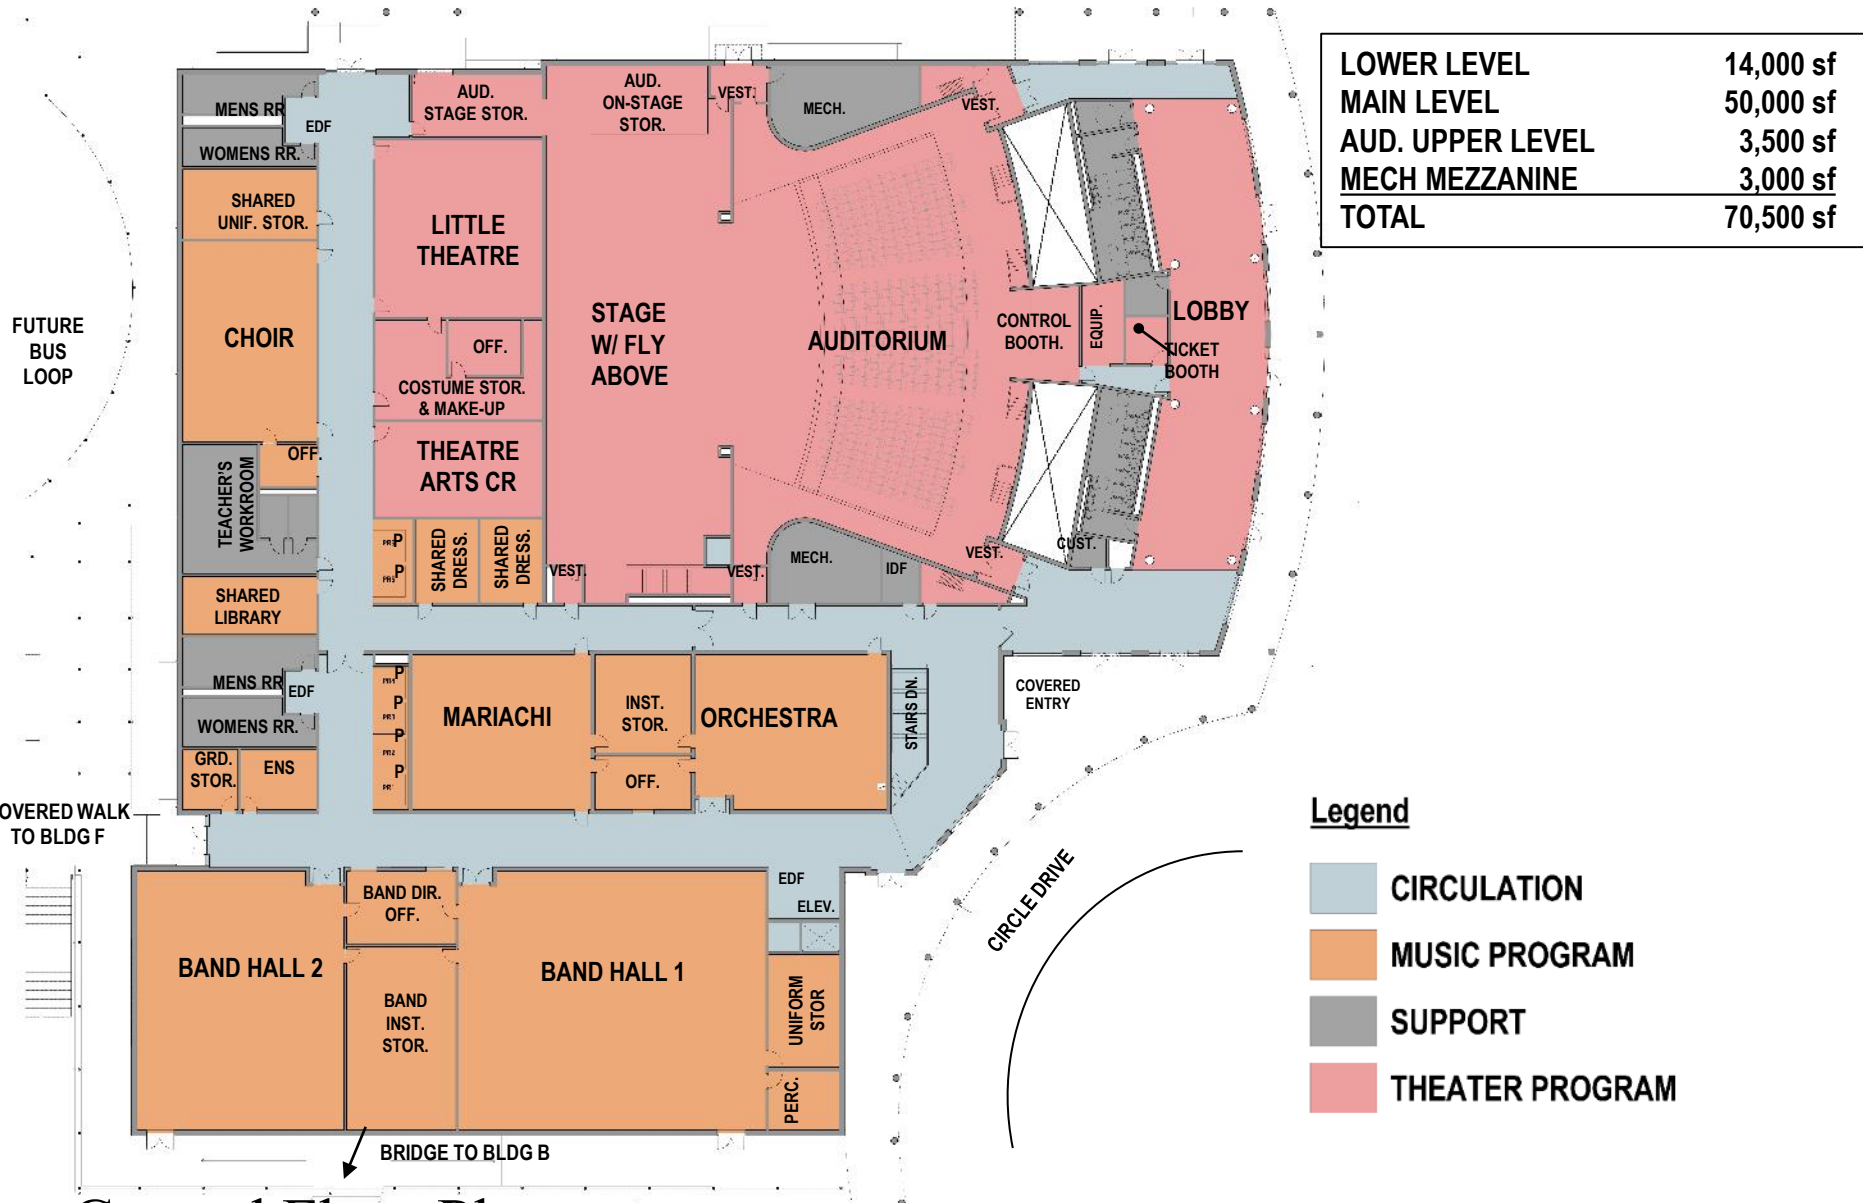 LOWER LEVEL 14,000 sf
MAIN LEVEL 50,000 sf
AUD. UPPER LEVEL 3,500 sf
MECH MEZZANINE 3,000 sf
TOTAL 70,500 sf
MENS RR
EDF
WOMENS RR.
SHARED
UNIF. STOR.
CHOIR
OFF.
TEACHER'S
WORKROOM
SHARED
LIBRARY
MENS RR
EDF
WOMENS RR.
GRD.
STOR.
ENS
FUTURE
BUS
LOOP
OVERED WALK
TO BLDG F
AUD.
STAGE STOR.
AUD.
ON-STAGE
STOR.
VEST.
MECH.
VEST.
LITTLE
THEATRE
OFF.
COSTUME STOR.
& MAKE-UP
THEATRE
ARTS CR
P
P
SHARED
DRESS.
SHARED
DRESS.
VEST.
STAGE
W/ FLY
ABOVE
AUDITORIUM
CONTROL
BOOTH.
EQUIP.
LOBBY
TICKET
BOOTH
VEST.
MECH.
IDF
VEST.
CUST.
P
P
P
P
MARIACHI
INST.
STOR.
OFF.
ORCHESTRA
STAIRS DN.
COVERED
ENTRY
BAND HALL 2
BAND DIR.
OFF.
BAND
INST.
STOR.
BAND HALL 1
EDF
ELEV.
UNIFORM
STOR
PERC.
BRIDGE TO BLDG B
CIRCLE DRIVE
Legend
CIRCULATION
MUSIC PROGRAM
SUPPORT
THEATER PROGRAM